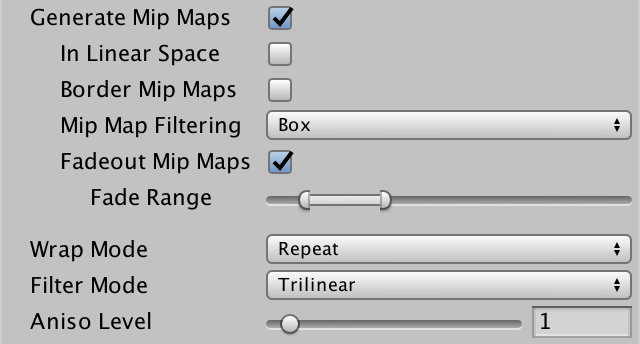 Generate Mip Maps
In Linear Space
Border Mip Maps
Mip Map Filtering Box
Fadeout Mip Maps
Fade Range
Wrap Mode Repeat
Filter Mode Trilinear
Aniso Level 1